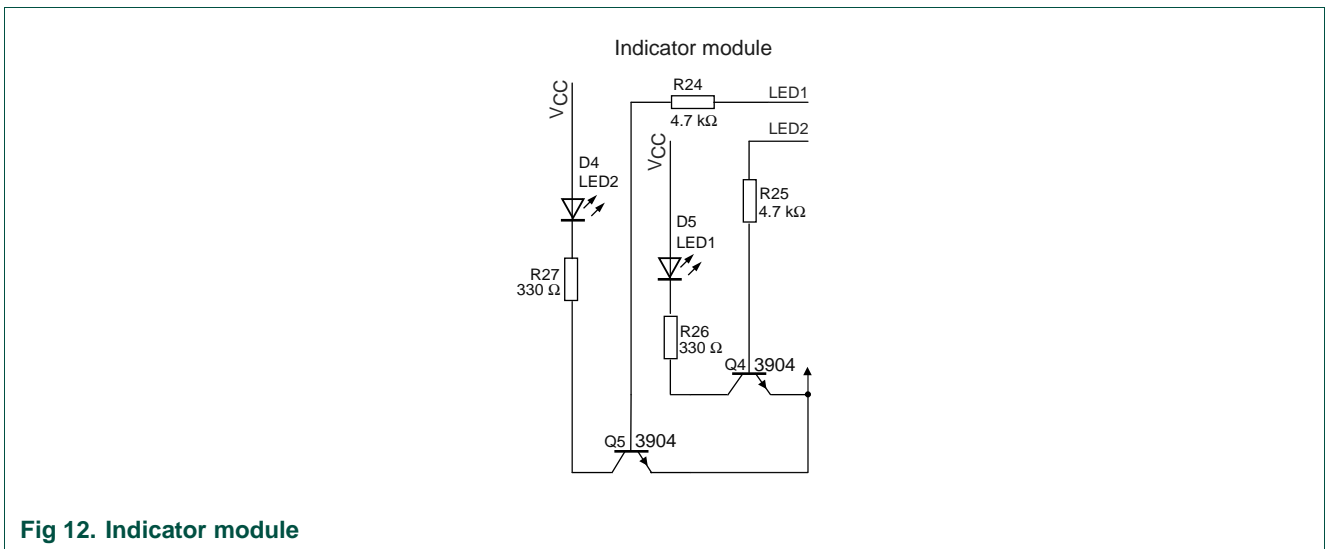 Indicator module
R24
LED1
4.7 kΩ
LED2
VCC
VCC
D4
LED2
R25
4.7 kΩ
D5
LED1
R27
330 Ω
R26
330 Ω
Q4 3904
Q5 3904
Fig 12. Indicator module